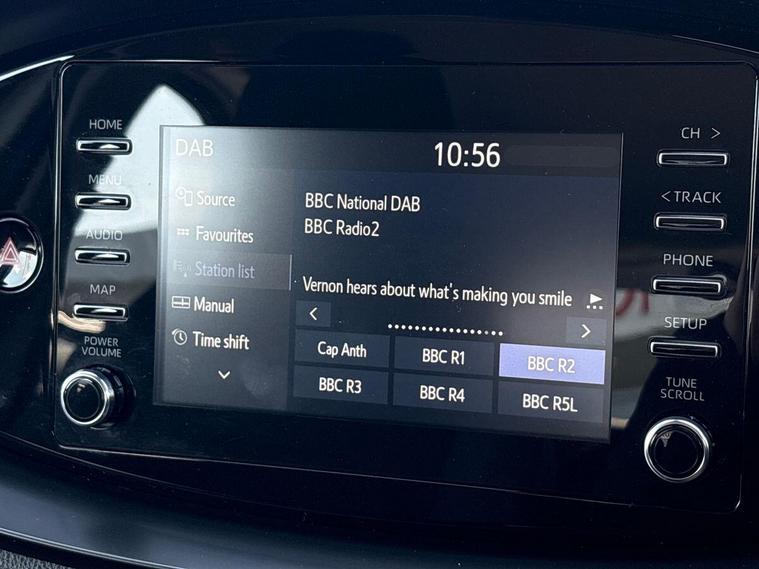 HOME
MENU
AUDIO
MAP
POWER
VOLUME
DAB
10:56
Source
Favourites
Station list
Manual
Time shift
BBC National DAB
BBC Radio2
Vernon hears about what's making you smile
Cap Anth
BBC R1
BBC R2
BBC R3
BBC R4
BBC R5L
CH >
< TRACK
PHONE
SETUP
TUNE
SCROLL